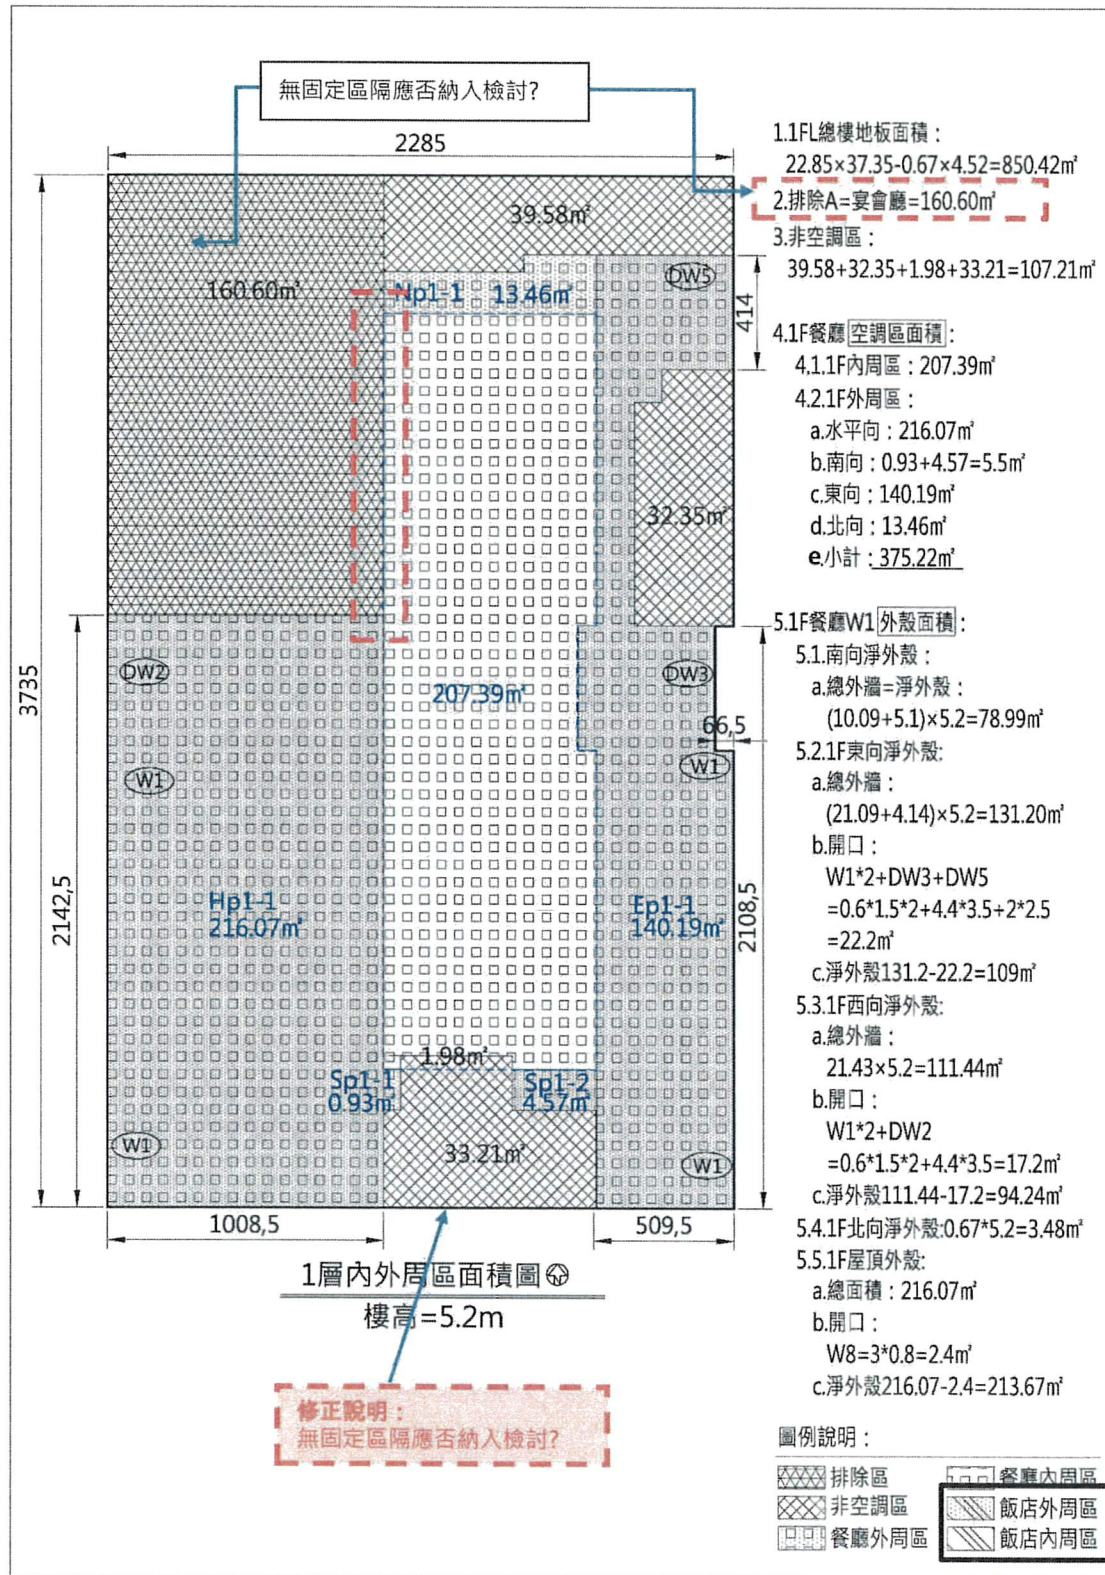 無固定區隔應否納入檢討?
2285
3735
39.58㎡
160.60㎡
Np1-1 13.46㎡
DW5
414
32.35㎡
DW2
DW3
207.39㎡
66,5
W1
W1
2142,5
Hp1-1
216.07㎡
Ep1-1
140.19㎡
2108,5
1.98㎡
Sp1-1
0.93㎡
Sp1-2
4.57㎡
W1
33.21㎡
W1
1008,5
509,5
1層內外周區面積圖
樓高=5.2m
修正說明：
無固定區隔應否納入檢討?
1.1FL總樓地板面積：
22.85×37.35-0.67×4.52=850.42㎡
2.排除A=宴會廳=160.60㎡
3.非空調區：
39.58+32.35+1.98+33.21=107.21㎡
4.1F餐廳空調區面積：
4.1.1F內周區：207.39㎡
4.2.1F外周區：
a.水平向：216.07㎡
b.南向：0.93+4.57=5.5㎡
c.東向：140.19㎡
d.北向：13.46㎡
e.小計：375.22㎡
5.1F餐廳W1外殼面積：
5.1.南向淨外殼：
a.總外牆=淨外殼：
(10.09+5.1)×5.2=78.99㎡
5.2.1F東向淨外殼:
a.總外牆：
(21.09+4.14)×5.2=131.20㎡
b.開口：
W1*2+DW3+DW5
=0.6*1.5*2+4.4*3.5+2*2.5
=22.2㎡
c.淨外殼131.2-22.2=109㎡
5.3.1F西向淨外殼:
a.總外牆：
21.43×5.2=111.44㎡
b.開口：
W1*2+DW2
=0.6*1.5*2+4.4*3.5=17.2㎡
c.淨外殼111.44-17.2=94.24㎡
5.4.1F北向淨外殼:0.67*5.2=3.48㎡
5.5.1F屋頂外殼:
a.總面積：216.07㎡
b.開口：
W8=3*0.8=2.4㎡
c.淨外殼216.07-2.4=213.67㎡
圖例說明：
排除區
餐廳內周區
非空調區
飯店外周區
餐廳外周區
飯店內周區